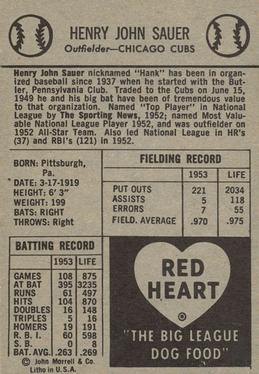 HENRY JOHN SAUER
Outfielder—CHICAGO CUBS
Henry John Sauer nicknamed "Hank" has been in organ-
ized baseball since 1937 when he started with the But-
ler, Pennsylvania Club. Traded to the Cubs on June 15,
1949 he and his big bat have been of tremendous value
to that organization. Named "Top Player" in National
League by The Sporting News, 1952; named Most Valu-
able National League Player 1952, and was outfielder on
1952 All-Star Team. Also led National League in HR's
(37) and RBI's (121) in 1952.
BORN: Pittsburgh,
Pa.
DATE: 3-17-1919
HEIGHT: 6' 3"
WEIGHT: 199
BATS: RIGHT
THROWS: Right
FIELDING RECORD
1953 LIFE
PUT OUTS 221 2034
ASSISTS 5 118
ERRORS 7 55
FIELD. AVERAGE .970 .975
BATTING RECORD
1953 LIFE
GAMES 108 875
AT BAT 395 3235
RUNS 61 497
HITS 104 870
DOUBLES 16 148
TRIPLES 5 16
HOMERS 19 191
R. B. I. 60 598
S. B. 0 8
BAT. AVG. .263 .269
© John Morrell & Co.
Litho in U.S.A.
RED
HEART
"THE BIG LEAGUE
DOG FOOD"